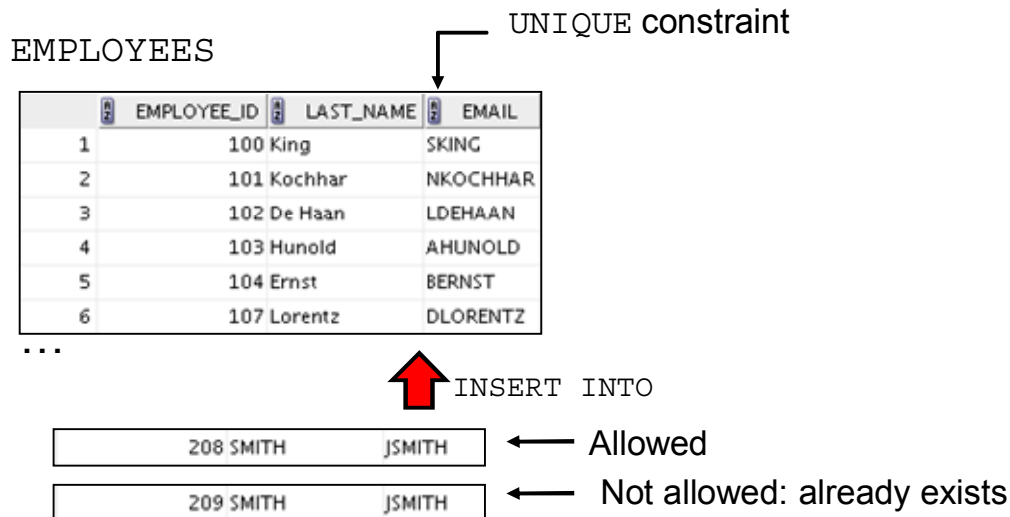 UNIQUE constraint
EMPLOYEES
EMPLOYEE_ID LAST_NAME EMAIL
1 100 King SKING
2 101 Kochhar NKOCHHAR
3 102 De Haan LDEHAAN
4 103 Hunold AHUNOLD
5 104 Ernst BERNST
6 107 Lorentz DLORENTZ
...
INSERT INTO
208 SMITH JSMITH Allowed
209 SMITH JSMITH Not allowed: already exists